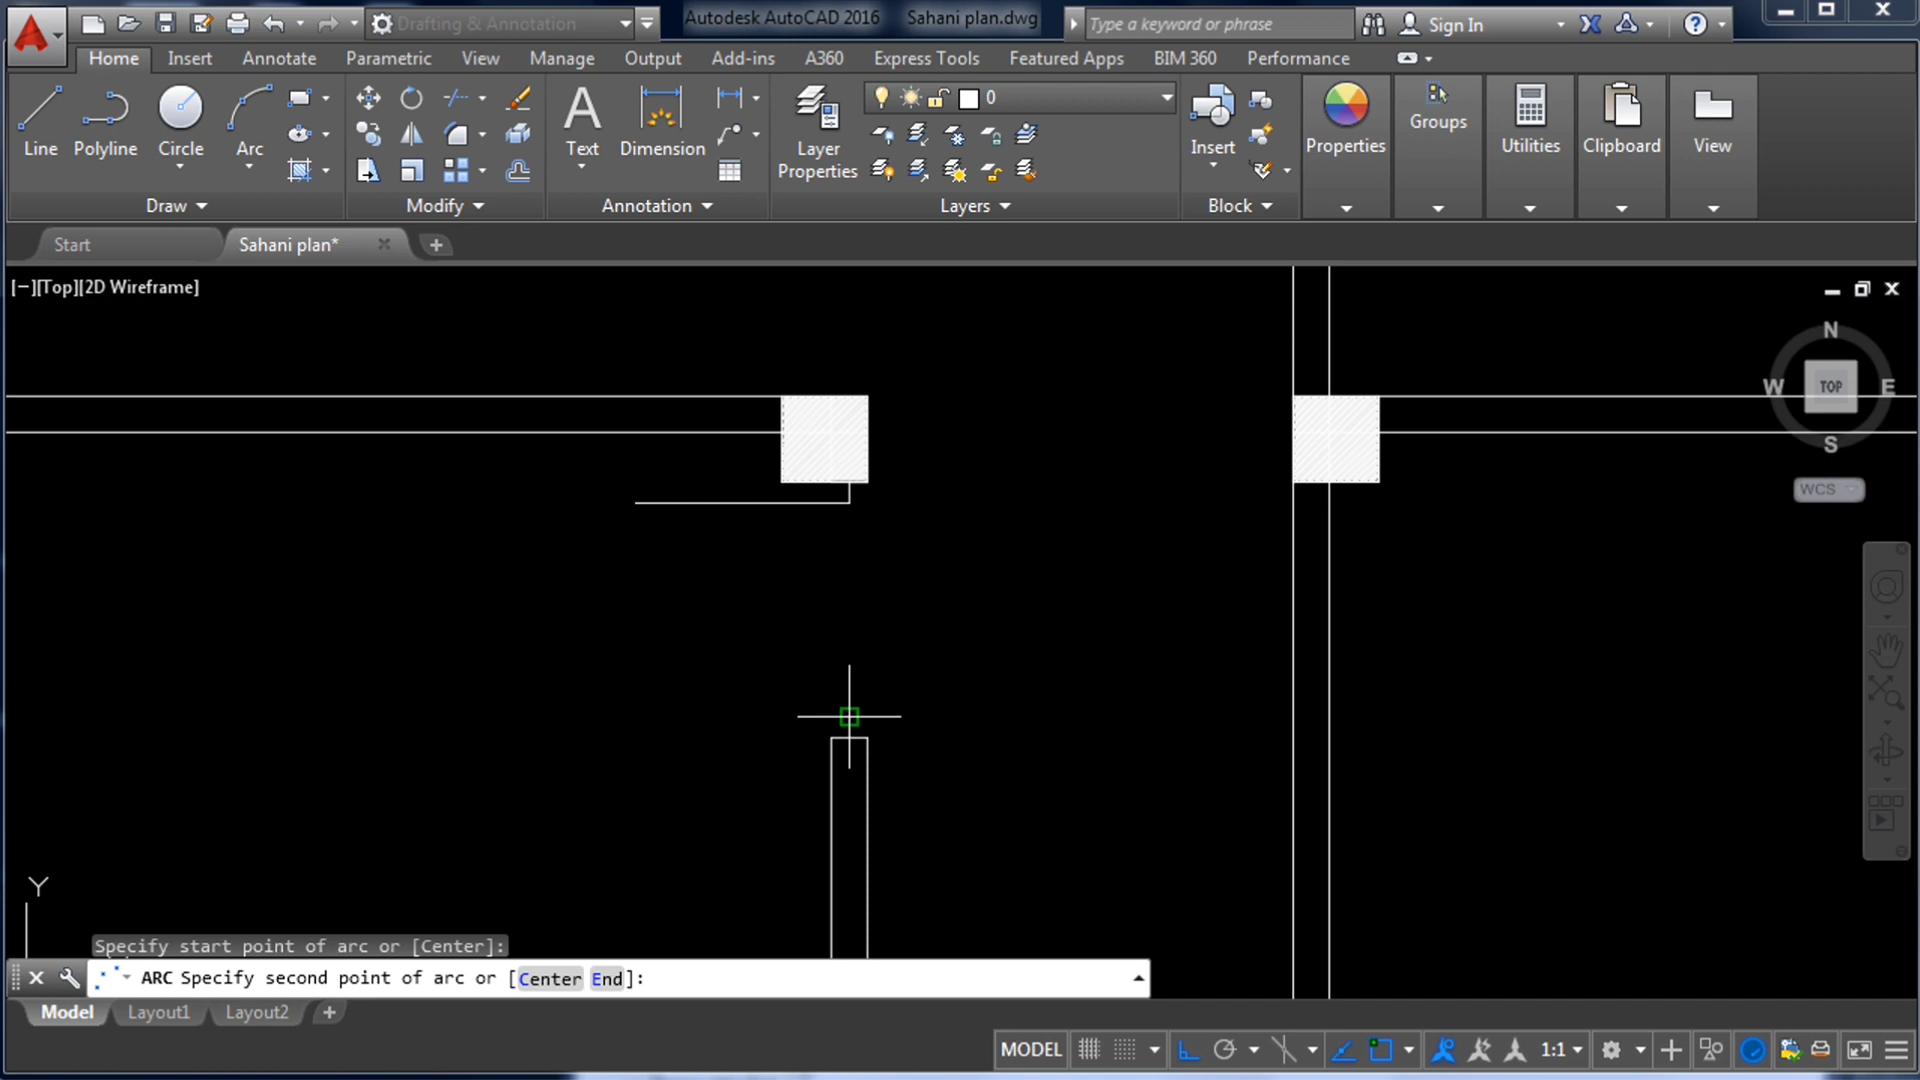 Drafting & Annotation
Autodesk AutoCAD 2016 Sahani plan.dwg
Type a keyword or phrase
Sign In
Home Insert Annotate Parametric View Manage Output Add-ins A360 Express Tools Featured Apps BIM 360 Performance
0
Line Polyline Circle Arc
Text Dimension
Layer Properties
Insert
Properties Groups Utilities Clipboard View
Draw Modify Annotation Layers Block
Start Sahani plan*
[−][Top][2D Wireframe]
N
W TOP E
S
WCS
Y
Specify start point of arc or [Center]:
ARC Specify second point of arc or [Center End]:
Model Layout1 Layout2
MODEL 1:1